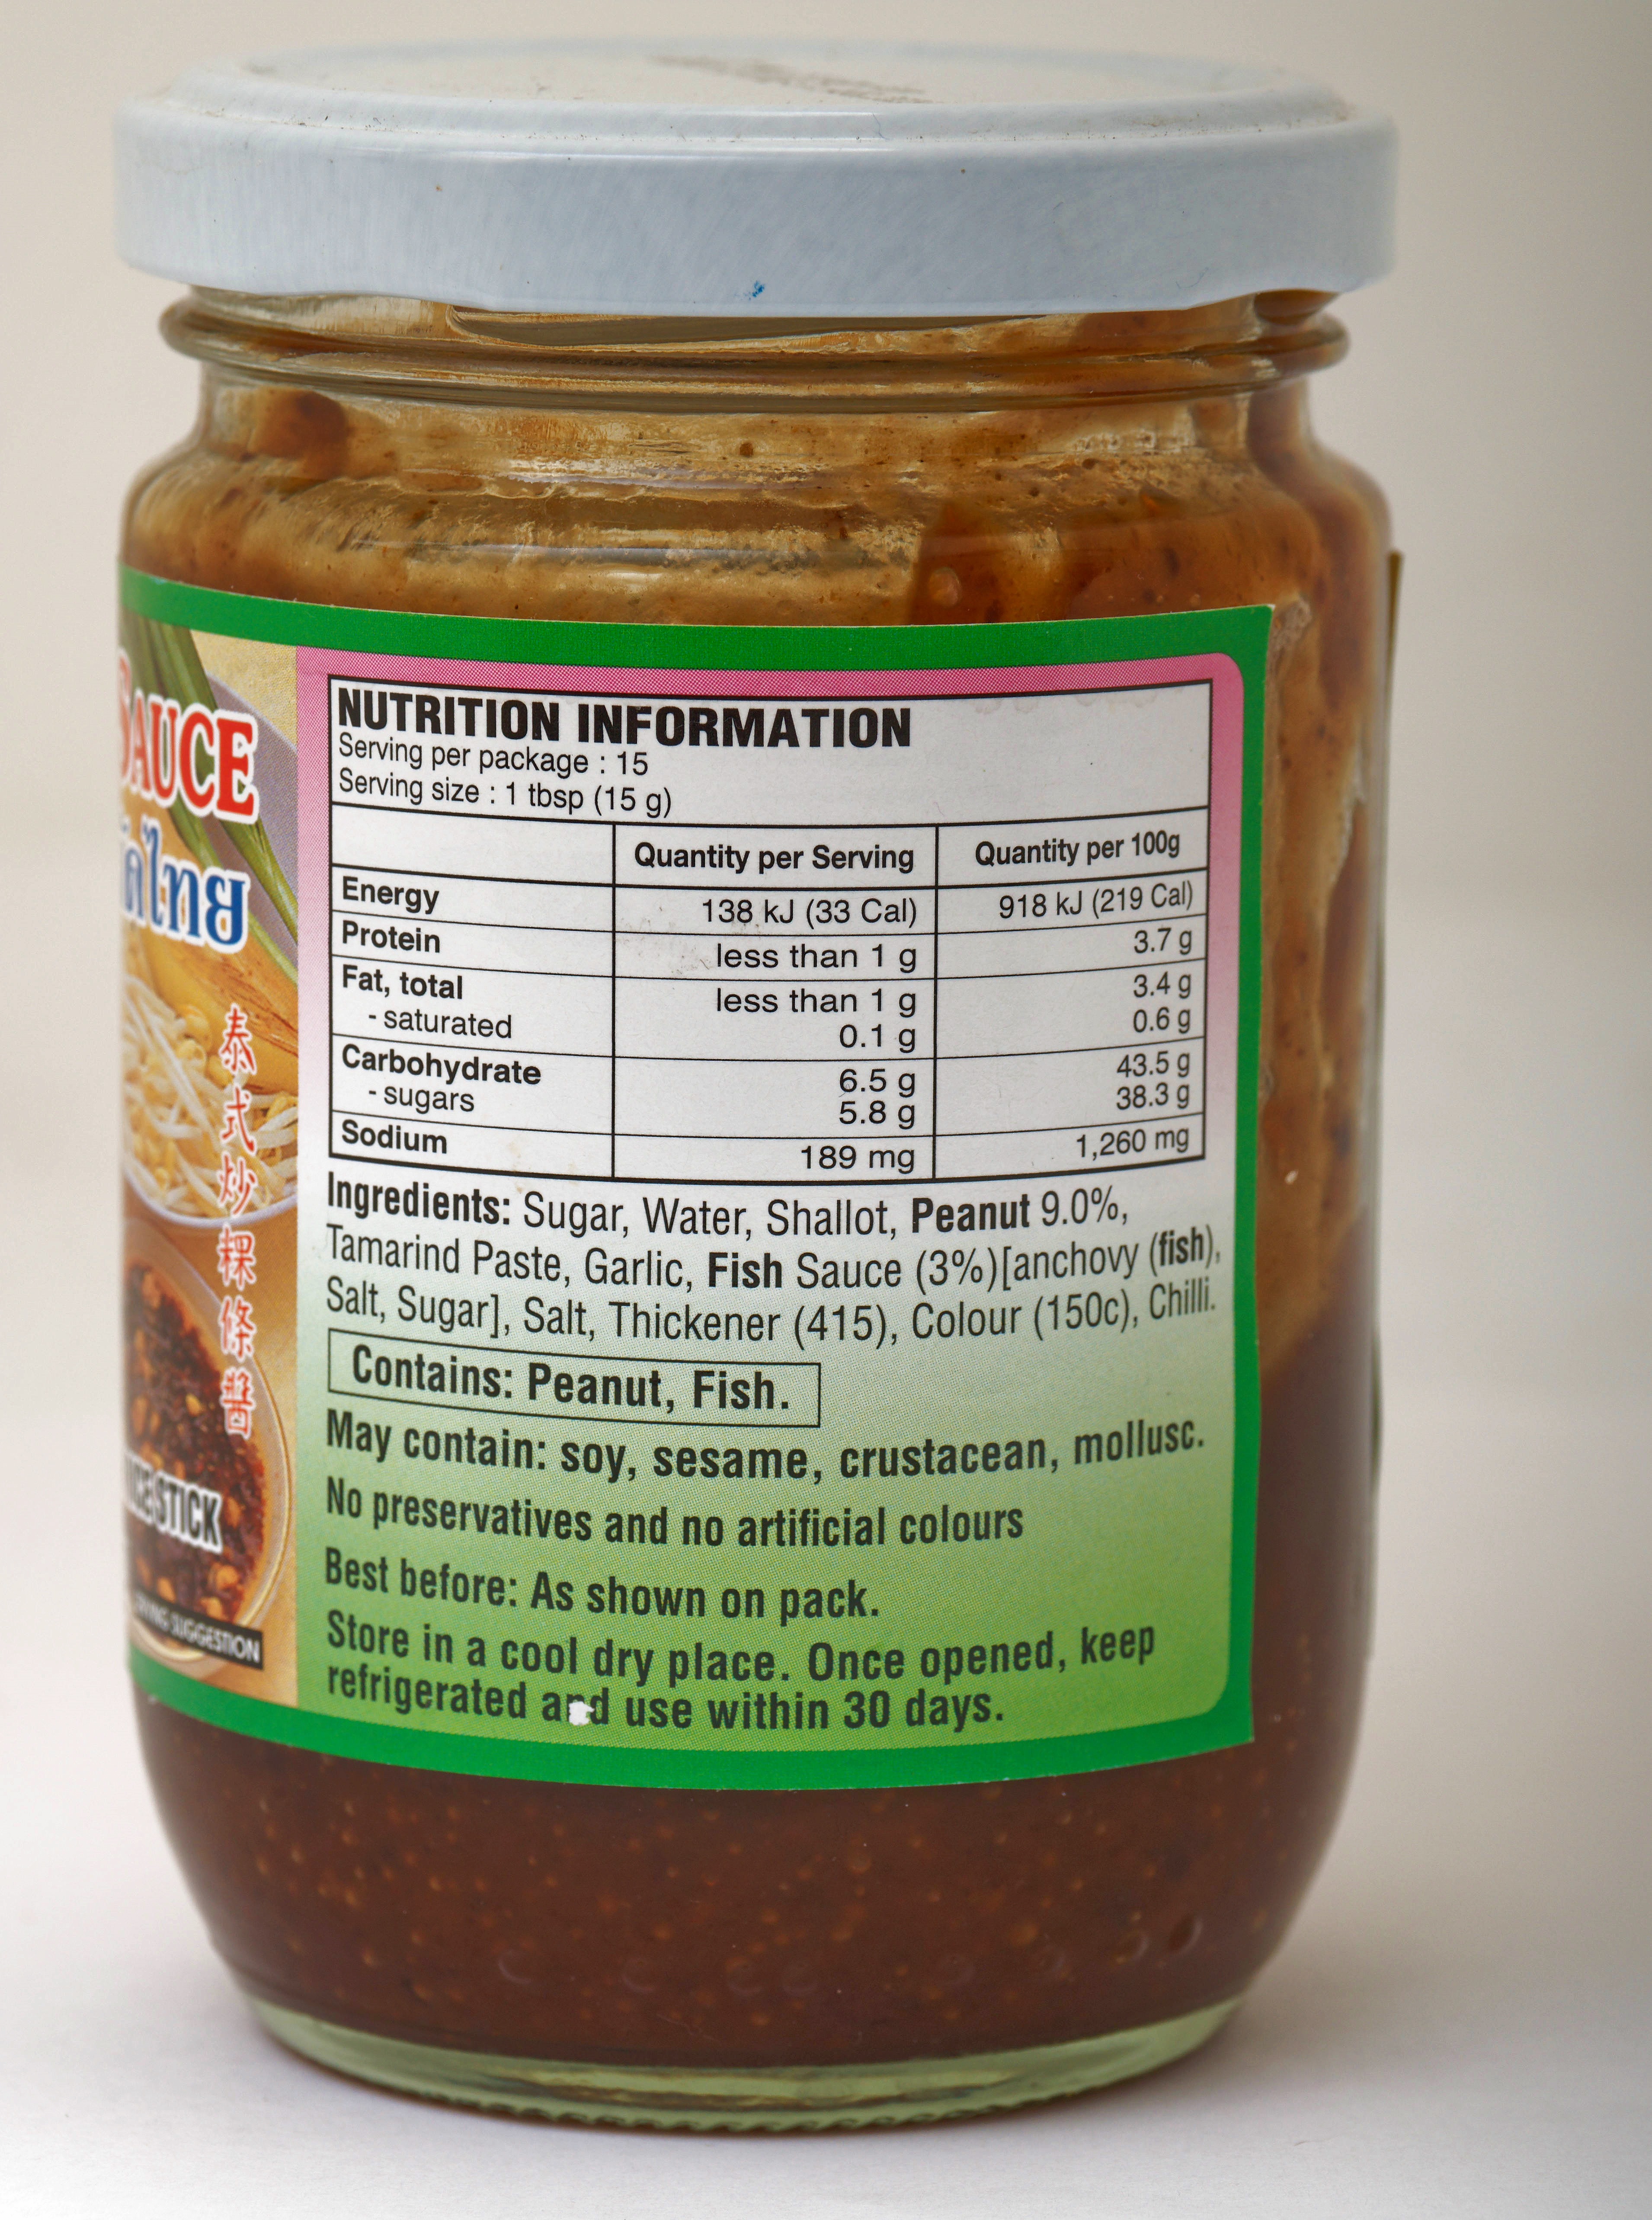 SAUCE
ไทย
泰式炒粿條醬
STICK
SUGGESTION
NUTRITION INFORMATION
Serving per package : 15
Serving size : 1 tbsp (15 g)
Quantity per Serving Quantity per 100g
Energy 138 kJ (33 Cal) 918 kJ (219 Cal)
Protein less than 1 g 3.7 g
Fat, total less than 1 g 3.4 g
- saturated 0.1 g 0.6 g
Carbohydrate 6.5 g 43.5 g
- sugars 5.8 g 38.3 g
Sodium 189 mg 1,260 mg
Ingredients: Sugar, Water, Shallot, Peanut 9.0%,
Tamarind Paste, Garlic, Fish Sauce (3%)[anchovy (fish),
Salt, Sugar], Salt, Thickener (415), Colour (150c), Chilli.
Contains: Peanut, Fish.
May contain: soy, sesame, crustacean, mollusc.
No preservatives and no artificial colours
Best before: As shown on pack.
Store in a cool dry place. Once opened, keep
refrigerated and use within 30 days.